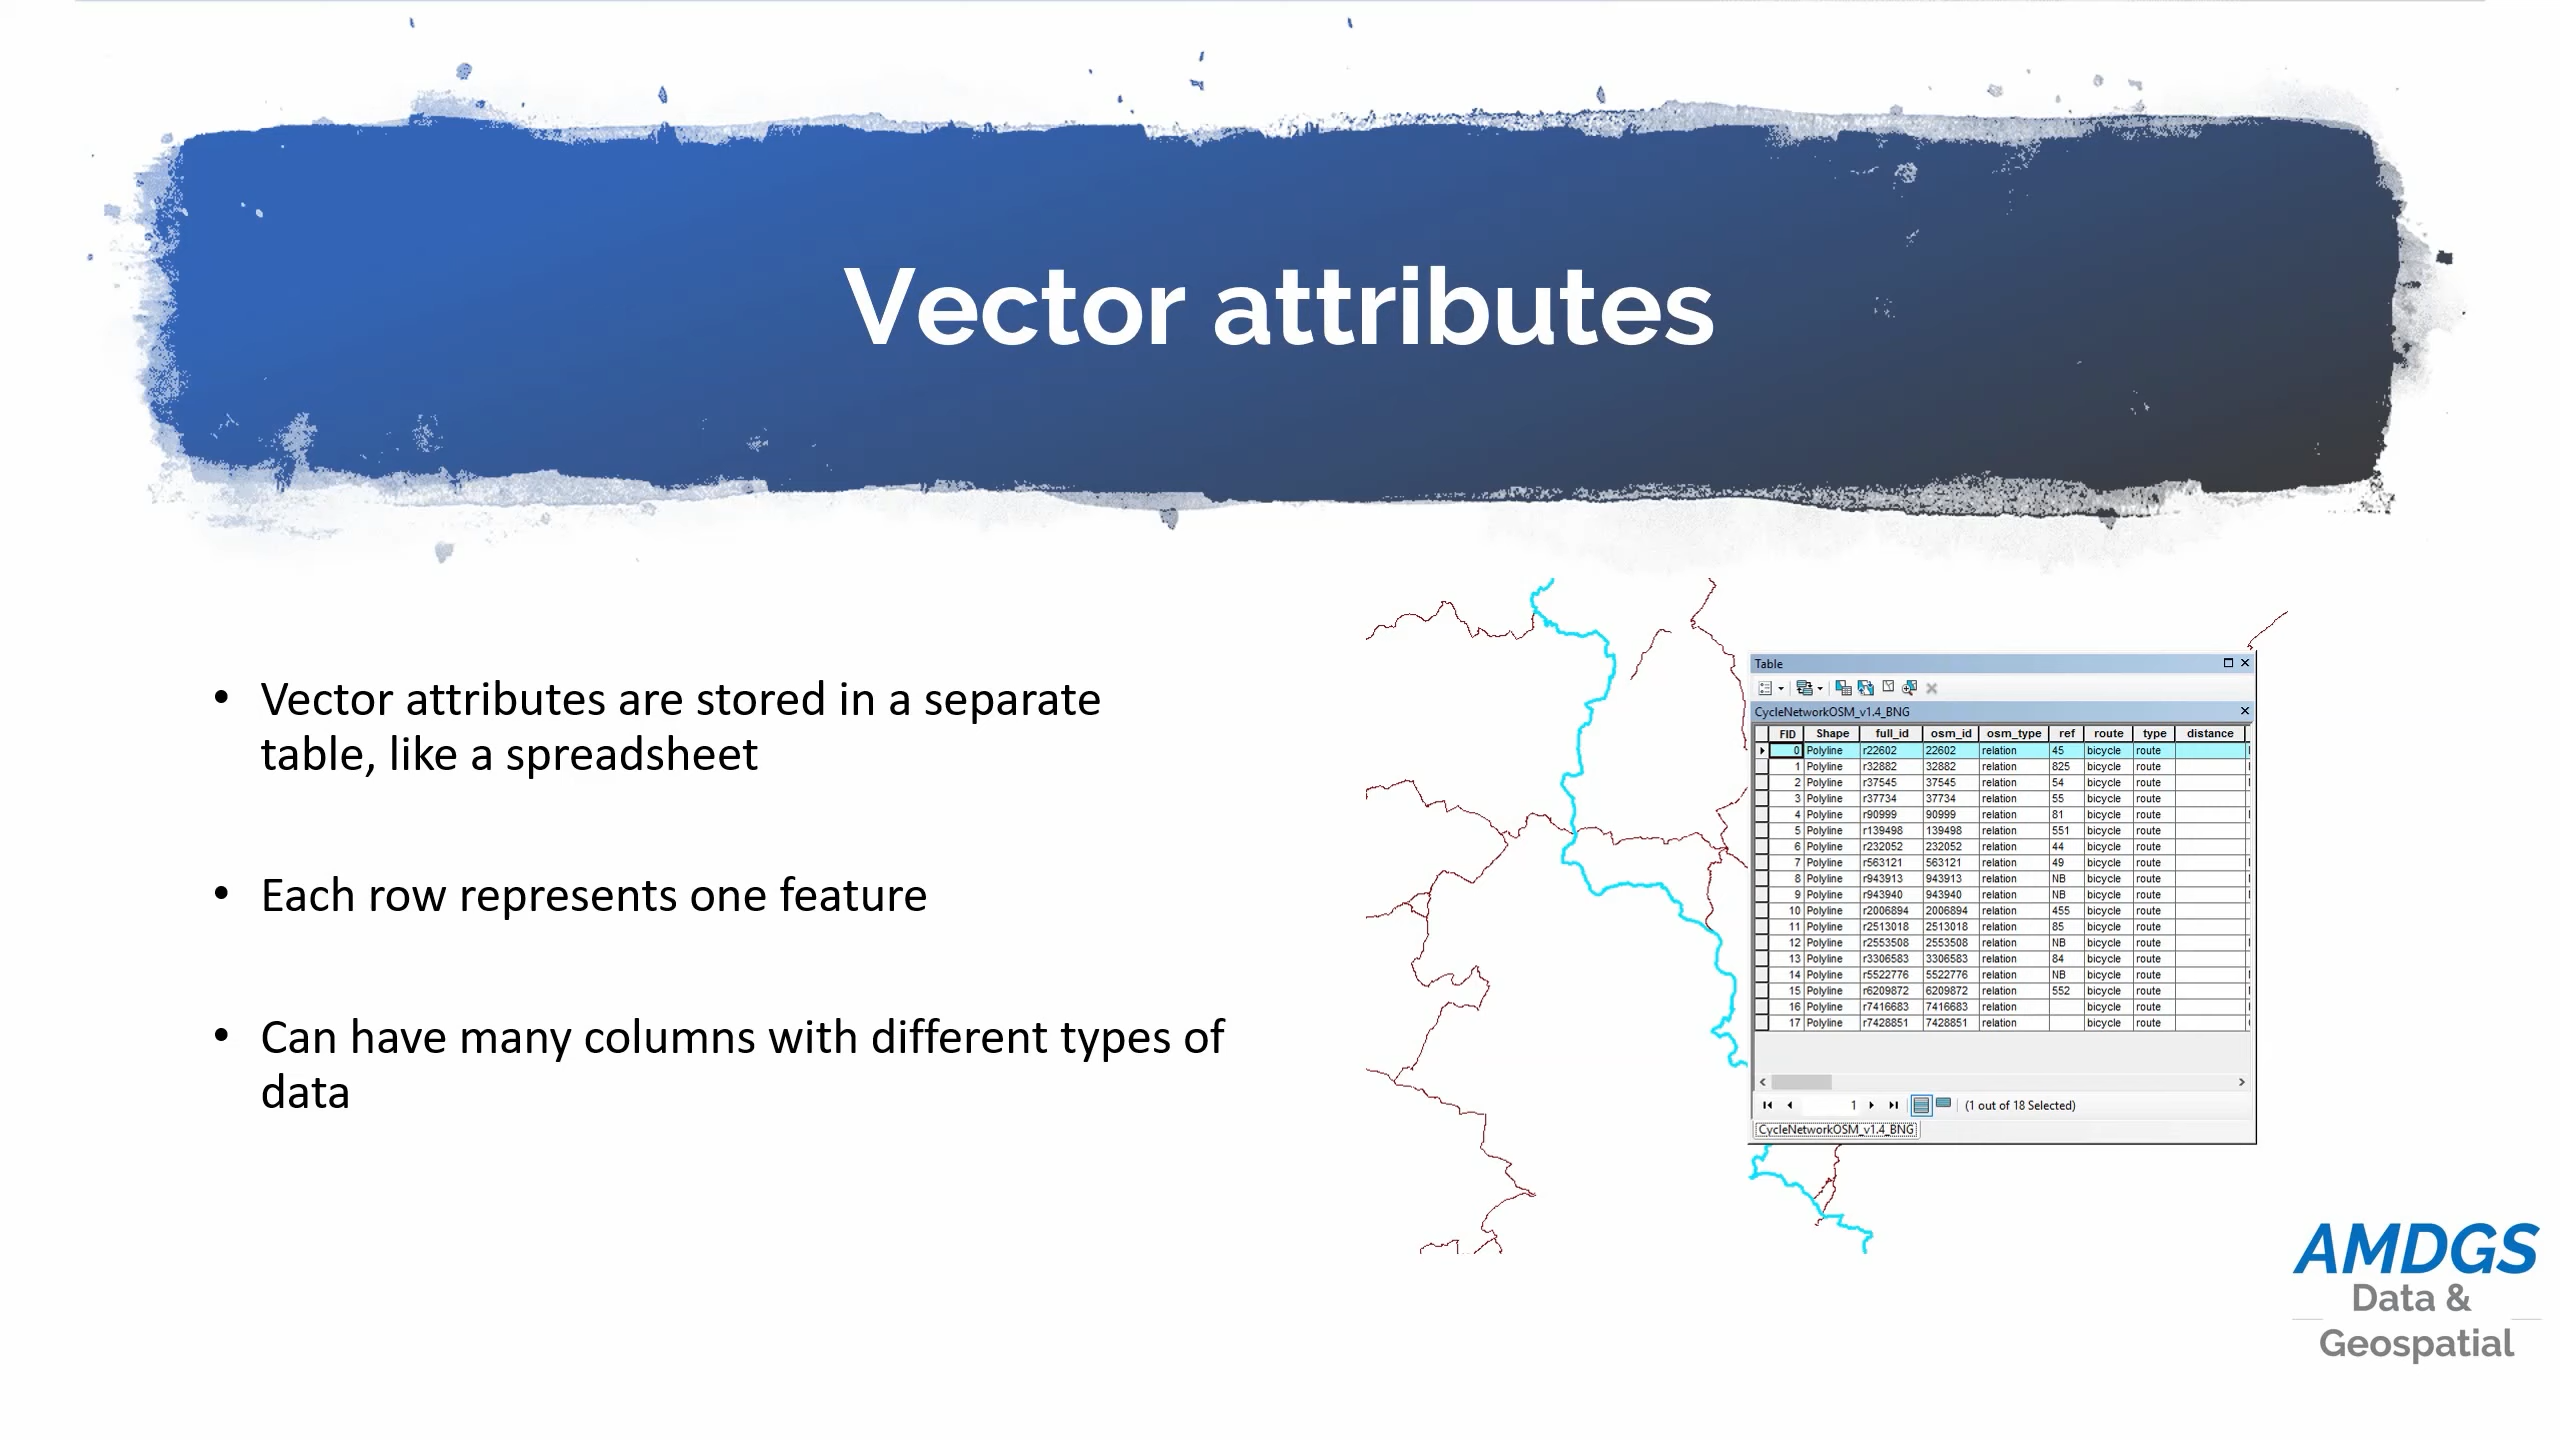 Vector attributes
• Vector attributes are stored in a separate
table, like a spreadsheet
• Each row represents one feature
• Can have many columns with different types of
data
Table
CycleNetworkOSM_v1.4_BNG
FID Shape full_id osm_id osm_type ref route type distance
0 Polyline r22602 22602 relation 45 bicycle route
1 Polyline r32882 32882 relation 825 bicycle route
2 Polyline r37545 37545 relation 54 bicycle route
3 Polyline r37734 37734 relation 55 bicycle route
4 Polyline r90999 90999 relation 81 bicycle route
5 Polyline r139498 139498 relation 551 bicycle route
6 Polyline r232052 232052 relation 44 bicycle route
7 Polyline r563121 563121 relation 49 bicycle route
8 Polyline r943913 943913 relation NB bicycle route
9 Polyline r943940 943940 relation NB bicycle route
10 Polyline r2006894 2006894 relation 455 bicycle route
11 Polyline r2513018 2513018 relation 85 bicycle route
12 Polyline r2553508 2553508 relation NB bicycle route
13 Polyline r3306583 3306583 relation 84 bicycle route
14 Polyline r5522776 5522776 relation NB bicycle route
15 Polyline r6209872 6209872 relation 552 bicycle route
16 Polyline r7416683 7416683 relation bicycle route
17 Polyline r7428851 7428851 relation bicycle route
1 (1 out of 18 Selected)
CycleNetworkOSM_v1.4_BNG
AMDGS
Data &
Geospatial